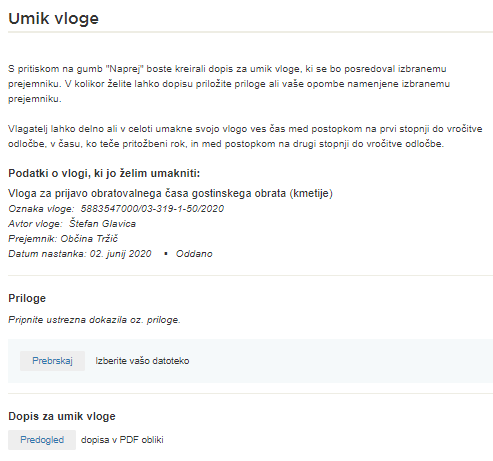 Umik vloge
S pritiskom na gumb "Naprej" boste kreirali dopis za umik vloge, ki se bo posredoval izbranemu
prejemniku. V kolikor želite lahko dopisu priložite priloge ali vaše opombe namenjene izbranemu
prejemniku.
Vlagatelj lahko delno ali v celoti umakne svojo vlogo ves čas med postopkom na prvi stopnji do vročitve
odločbe, v času, ko teče pritožbeni rok, in med postopkom na drugi stopnji do vročitve odločbe.
Podatki o vlogi, ki jo želim umakniti:
Vloga za prijavo obratovalnega časa gostinskega obrata (kmetije)
Oznaka vloge: 5883547000/03-319-1-50/2020
Avtor vloge: Štefan Glavica
Prejemnik: Občina Tržič
Datum nastanka: 02. junij 2020 ▪ Oddano
Priloge
Pripnite ustrezna dokazila oz. priloge.
Prebrskaj Izberite vašo datoteko
Dopis za umik vloge
Predogled dopisa v PDF obliki